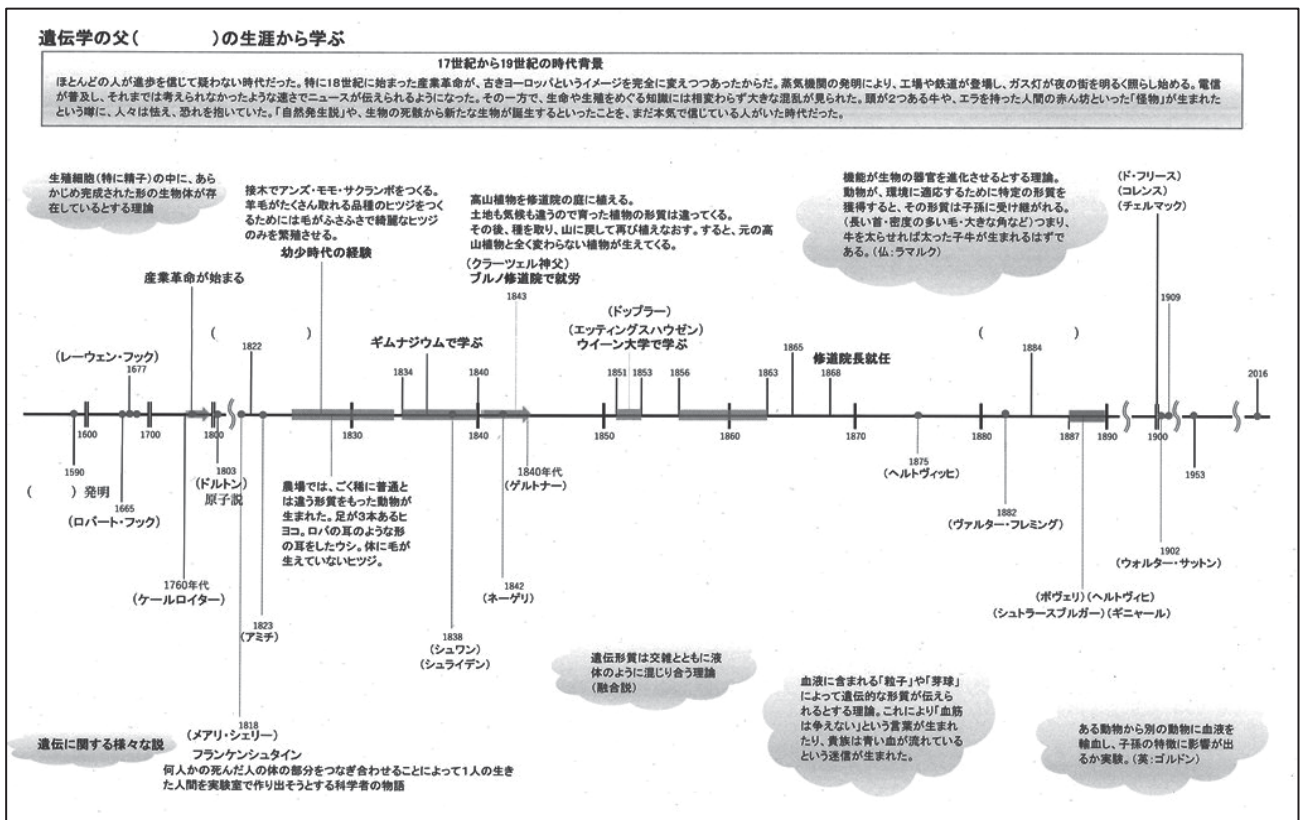 遺伝学の父(　　　　)の生涯から学ぶ
17世紀から19世紀の時代背景
ほとんどの人が進歩を信じて疑わない時代だった。特に18世紀に始まった産業革命が、古きヨーロッパというイメージを完全に変えつつあったからだ。蒸気機関の発明により、工場や鉄道が登場し、ガス灯が夜の街を明るく照らし始める。電信
が普及し、それまでは考えられなかったような速さでニュースが伝えられるようになった。その一方で、生命や生殖をめぐる知識には相変わらず大きな混乱が見られた。頭が2つある牛や、エラを持った人間の赤ん坊といった「怪物」が生まれた
という噂に、人々は怯え、恐れを抱いていた。「自然発生説」や、生物の死骸から新たな生物が誕生するといったことを、まだ本気で信じている人がいた時代だった。
生殖細胞(特に精子)の中に、あら
かじめ完成された形の生物体が存
在しているとする理論
接木でアンズ・モモ・サクランボをつくる。
羊毛がたくさん取れる品種のヒツジをつく
るためには毛がふさふさで綺麗なヒツジ
のみを繁殖させる。
幼少時代の経験
高山植物を修道院の庭に植える。
土地も気候も違うので育った植物の形質は違ってくる。
その後、種を取り、山に戻して再び植えなおす。すると、元の高
山植物と全く変わらない植物が生えてくる。
(クラーツェル神父)
ブルノ修道院で就労
1843
機能が生物の器官を進化させるとする理論。
動物が、環境に適応するために特定の形質を
獲得すると、その形質は子孫に受け継がれる。
(長い首・密度の多い毛・大きな角など)つまり、
牛を太らせれば太った子牛が生まれるはずで
ある。(仏:ラマルク)
(ド・フリース)
(コレンス)
(チェルマック)
1909
産業革命が始まる
(レーウェン・フック)
1677
(　　　　)
1822
ギムナジウムで学ぶ
1834
1840
(ドップラー)
(エッティングスハウゼン)
ウイーン大学で学ぶ
1851
1853
1856
1863
1865
修道院長就任
1868
(　　　　)
1884
2016
1600
1700
1800
1830
1840
1850
1860
1870
1880
1887
1890
1900
1590
(　　　)発明
1665
(ロバート・フック)
1760年代
(ケールロイター)
1803
(ドルトン)
原子説
1823
(アミチ)
農場では、ごく稀に普通と
は違う形質をもった動物が
生まれた。足が3本あるヒ
ヨコ。ロバの耳のような形
の耳をしたウシ。体に毛が
生えていないヒツジ。
1838
(シュワン)
(シュライデン)
1842
(ネーゲリ)
1840年代
(ゲルトナー)
1875
(ヘルトヴィッヒ)
1882
(ヴァルター・フレミング)
(ボヴェリ)(ヘルトヴィヒ)
(シュトラースブルガー)(ギニャール)
1902
(ウォルター・サットン)
1953
1818
(メアリ・シェリー)
フランケンシュタイン
何人かの死んだ人の体の部分をつなぎ合わせることによって1人の生き
た人間を実験室で作り出そうとする科学者の物語
遺伝に関する様々な説
遺伝形質は交雑とともに液
体のように混じり合う理論
(融合説)
血液に含まれる「粒子」や「芽球」
によって遺伝的な形質が伝えら
れるとする理論。これにより「血筋
は争えない」という言葉が生まれ
たり、貴族は青い血が流れている
という迷信が生まれた。
ある動物から別の動物に血液を
輸血し、子孫の特徴に影響が出
るか実験。(英:ゴルドン)